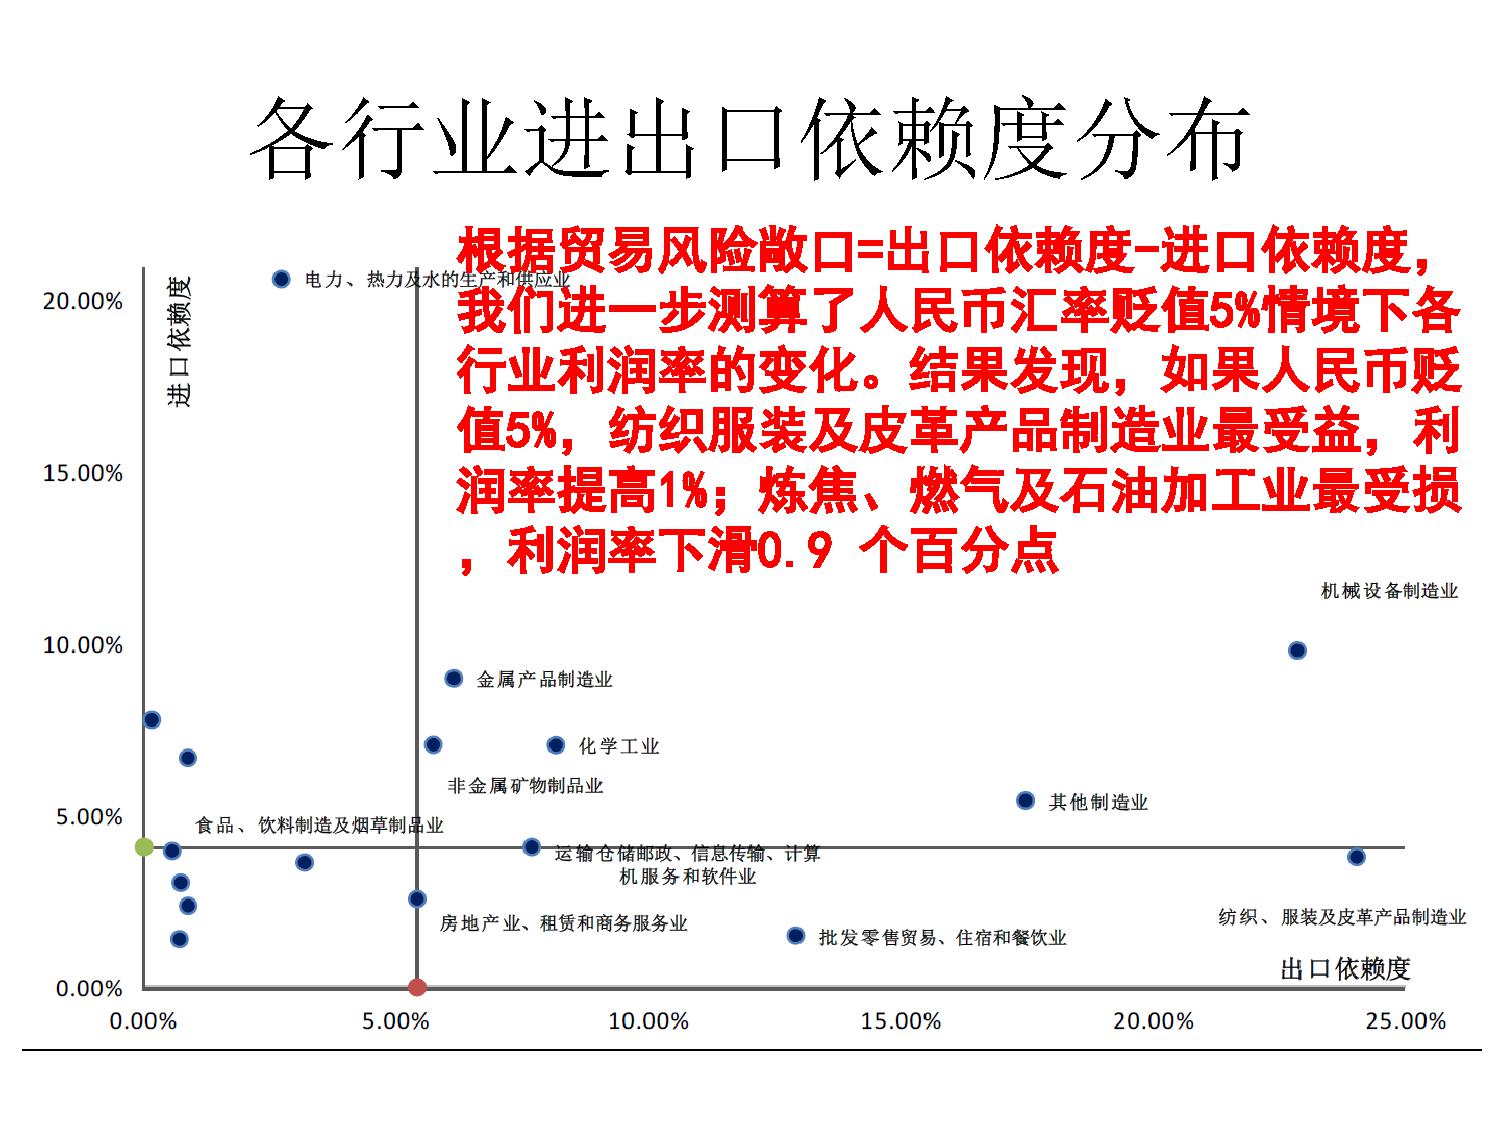 各行业进出口依赖度分布
根据贸易风险敞口=出口依赖度-进口依赖度，
我们进一步测算了人民币汇率贬值5%情境下各
行业利润率的变化。结果发现，如果人民币贬
值5%，纺织服装及皮革产品制造业最受益，利
润率提高1%；炼焦、燃气及石油加工业最受损
，利润率下滑0.9 个百分点
进口依赖度
20.00%
15.00%
10.00%
5.00%
0.00%
电力、热力及水的生产和供应业
机械设备制造业
金属产品制造业
化学工业
非金属矿物制品业
其他制造业
食品、饮料制造及烟草制品业
运输仓储邮政、信息传输、计算
机服务和软件业
房地产业、租赁和商务服务业
纺织、服装及皮革产品制造业
批发零售贸易、住宿和餐饮业
出口依赖度
0.00%
5.00%
10.00%
15.00%
20.00%
25.00%